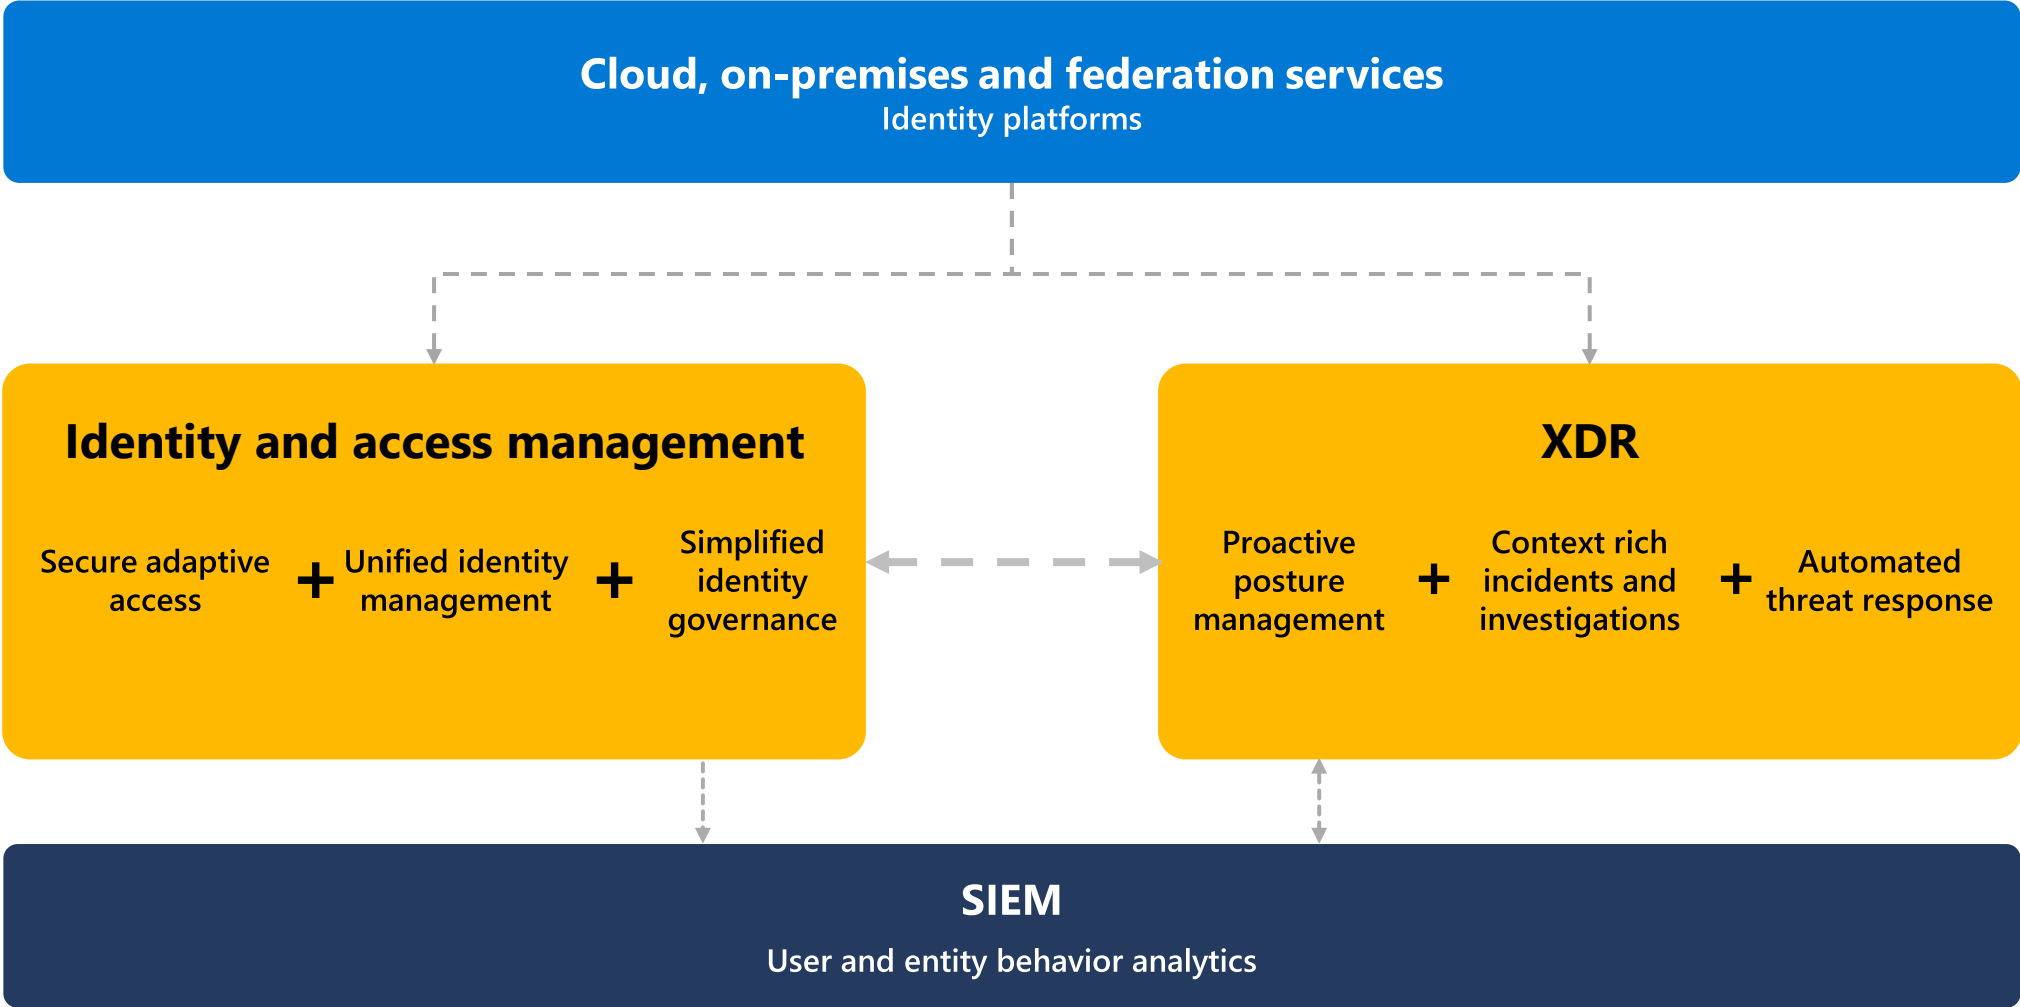 Cloud, on-premises and federation services
Identity platforms
Identity and access management
Secure adaptive
access
+
Unified identity
management
+
Simplified
identity
governance
XDR
Proactive
posture
management
+
Context rich
incidents and
investigations
+
Automated
threat response
SIEM
User and entity behavior analytics